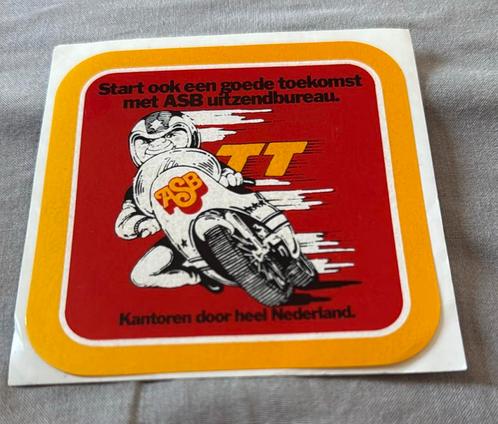 Start ook een goede toekomst
met ASB uitzendbureau.
TT
ASB
Kantoren door heel Nederland.